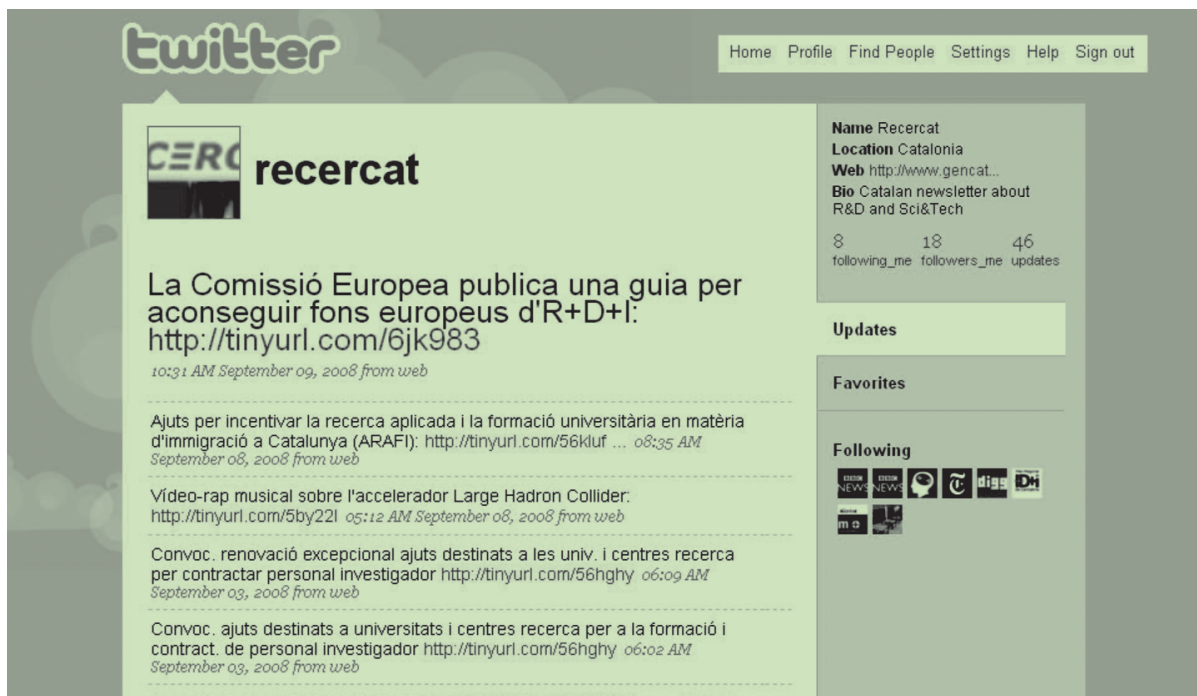 twitter
Home Profile Find People Settings Help Sign out
CERC
recercat
La Comissió Europea publica una guia per
aconseguir fons europeus d'R+D+I:
http://tinyurl.com/6jk983
10:31 AM September 09, 2008 from web
Ajuts per incentivar la recerca aplicada i la formació universitària en matèria
d'immigració a Catalunya (ARAFI): http://tinyurl.com/56kluf ... 08:35 AM
September 08, 2008 from web
Vídeo-rap musical sobre l'accelerador Large Hadron Collider:
http://tinyurl.com/5by22l 05:12 AM September 08, 2008 from web
Convoc. renovació excepcional ajuts destinats a les univ. i centres recerca
per contractar personal investigador http://tinyurl.com/56hghy 06:09 AM
September 03, 2008 from web
Convoc. ajuts destinats a universitats i centres recerca per a la formació i
contract. de personal investigador http://tinyurl.com/56hghy 06:02 AM
September 03, 2008 from web
Name Recercat
Location Catalonia
Web http://www.gencat...
Bio Catalan newsletter about
R&D and Sci&Tech
8 18 46
following_me followers_me updates
Updates
Favorites
Following
BBC NEWS BBC NEWS T digg